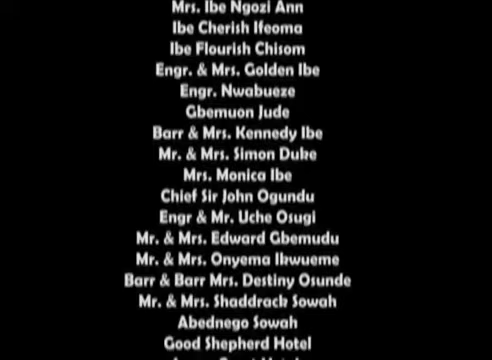 Mrs. Ibe Ngozi Ann
Ibe Cherish Ifeoma
Ibe Flourish Chisom
Engr. & Mrs. Golden Ibe
Engr. Nwabueze
Gbemuon Jude
Barr & Mrs. Kennedy Ibe
Mr. & Mrs. Simon Duke
Mrs. Monica Ibe
Chief Sir John Ogundu
Engr & Mr. Uche Osugi
Mr. & Mrs. Edward Gbemudu
Mr. & Mrs. Onyema Ikwueme
Barr & Barr Mrs. Destiny Osunde
Mr. & Mrs. Shaddrack Sowah
Abednego Sowah
Good Shepherd Hotel